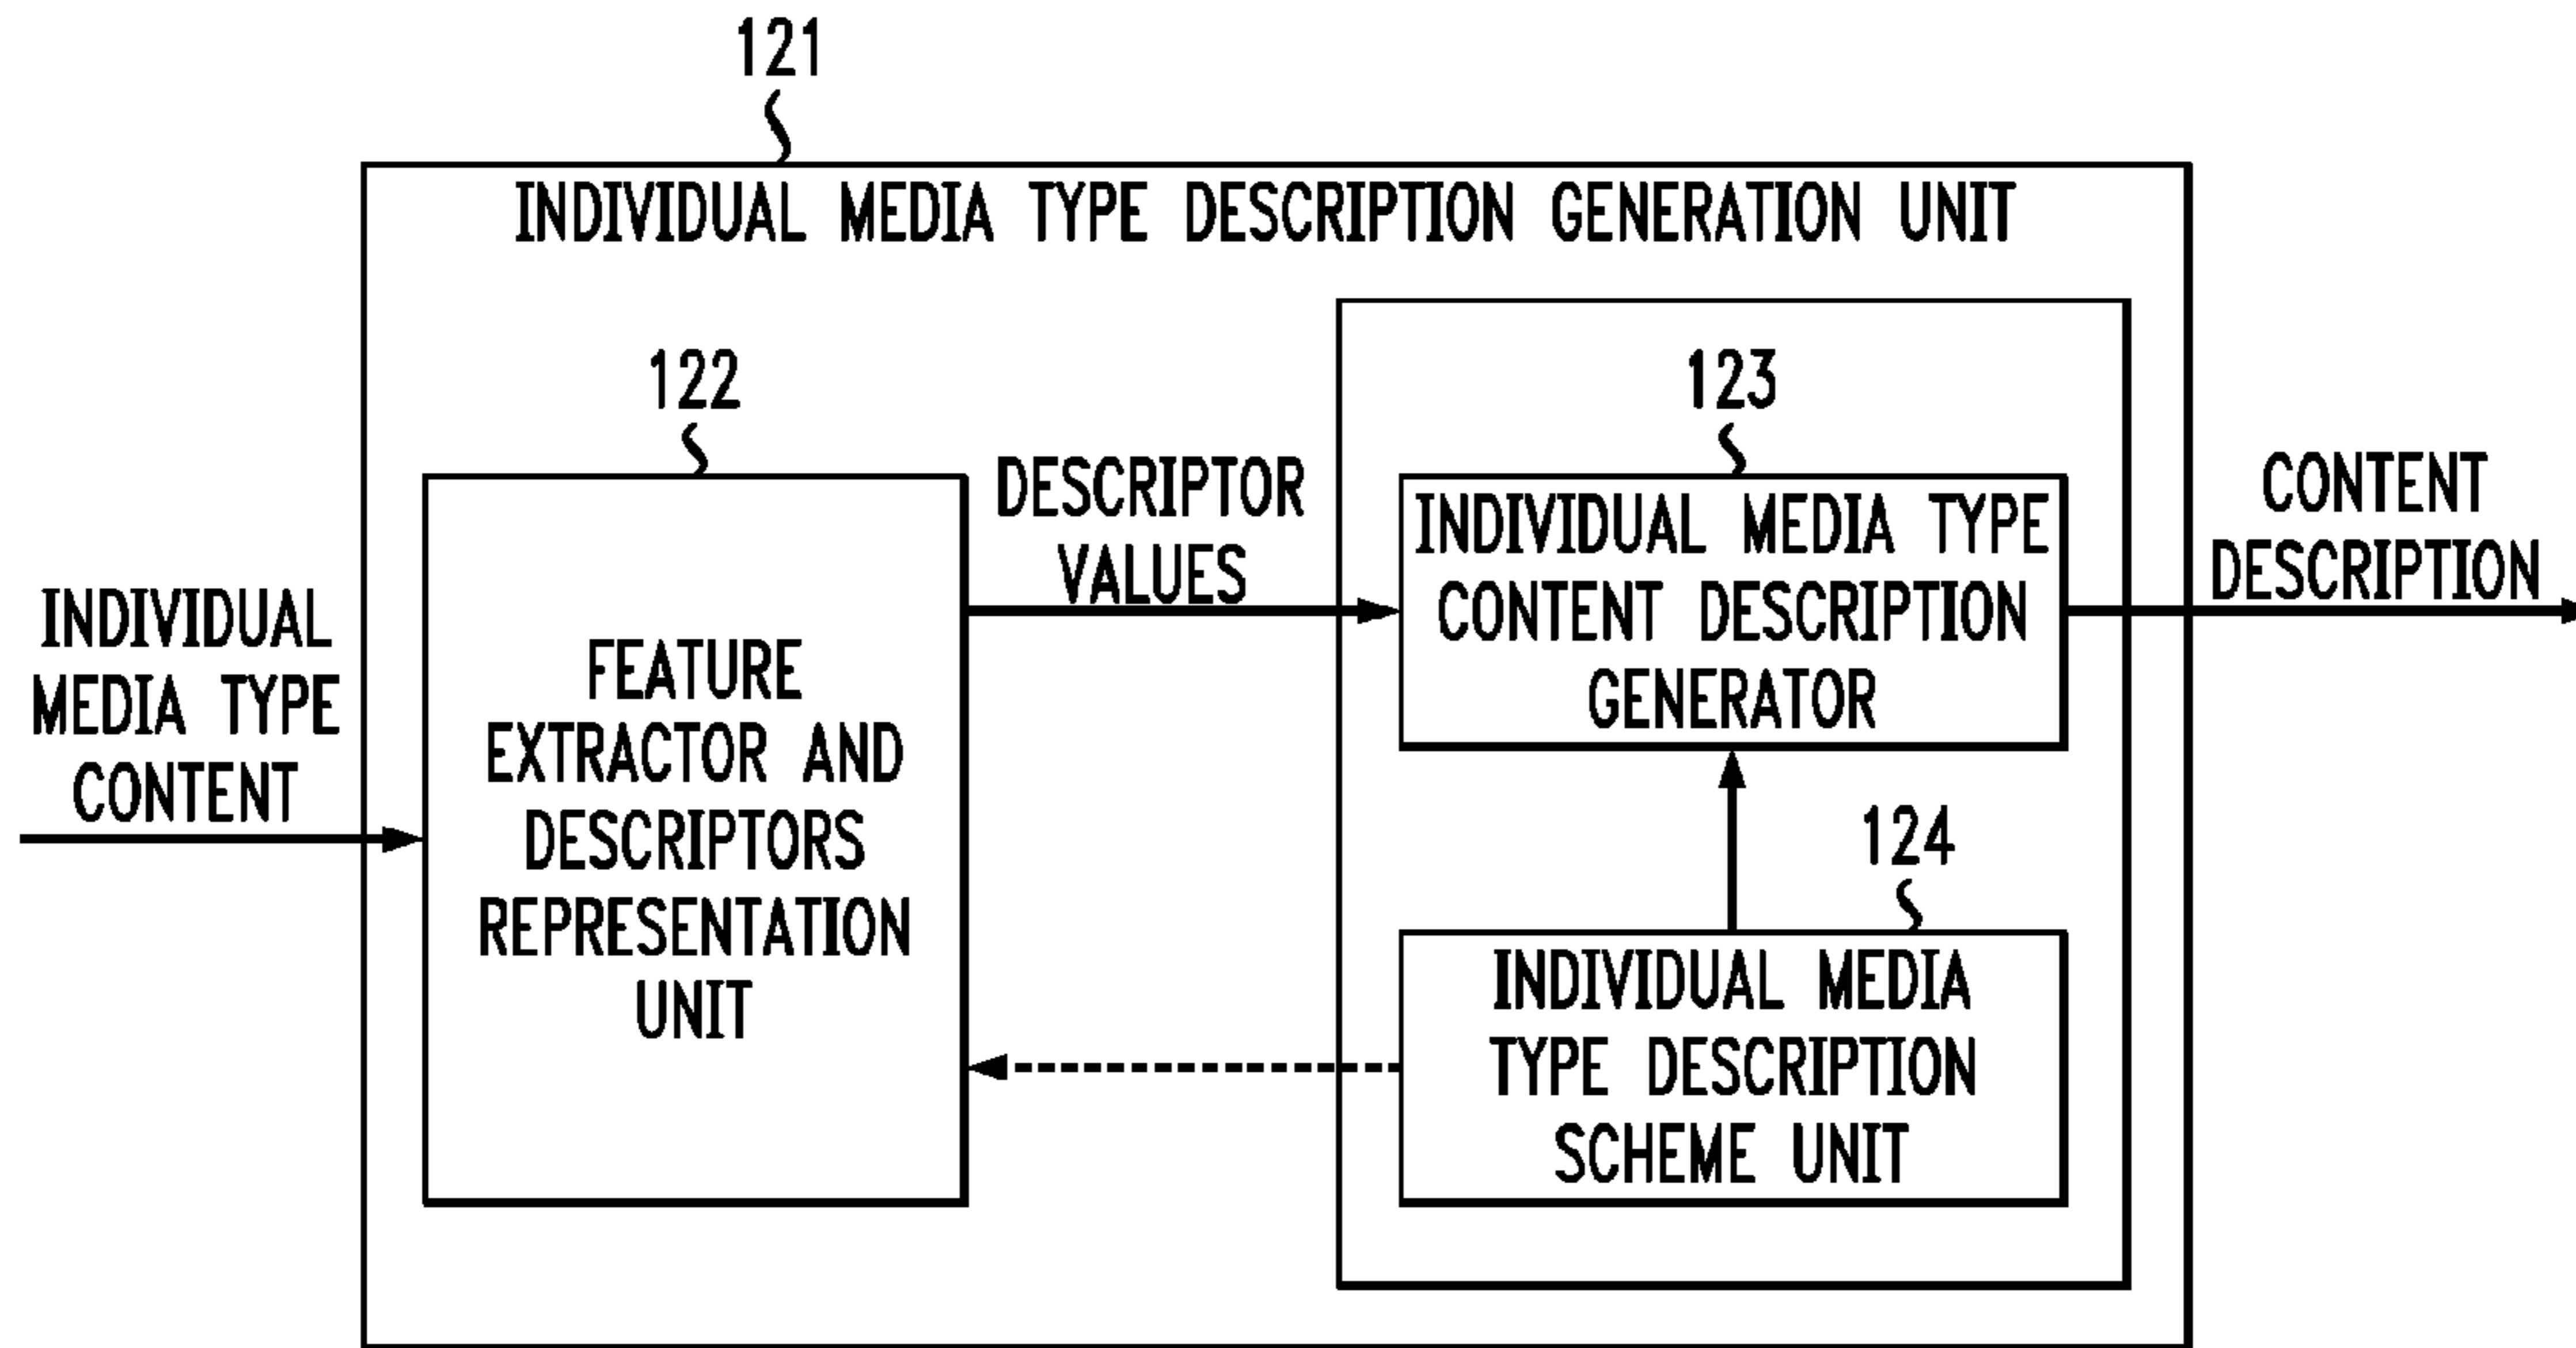 121
INDIVIDUAL MEDIA TYPE DESCRIPTION GENERATION UNIT
INDIVIDUAL
MEDIA TYPE
CONTENT
122
FEATURE
EXTRACTOR AND
DESCRIPTORS
REPRESENTATION
UNIT
DESCRIPTOR
VALUES
123
INDIVIDUAL MEDIA TYPE
CONTENT DESCRIPTION
GENERATOR
124
INDIVIDUAL MEDIA
TYPE DESCRIPTION
SCHEME UNIT
CONTENT
DESCRIPTION